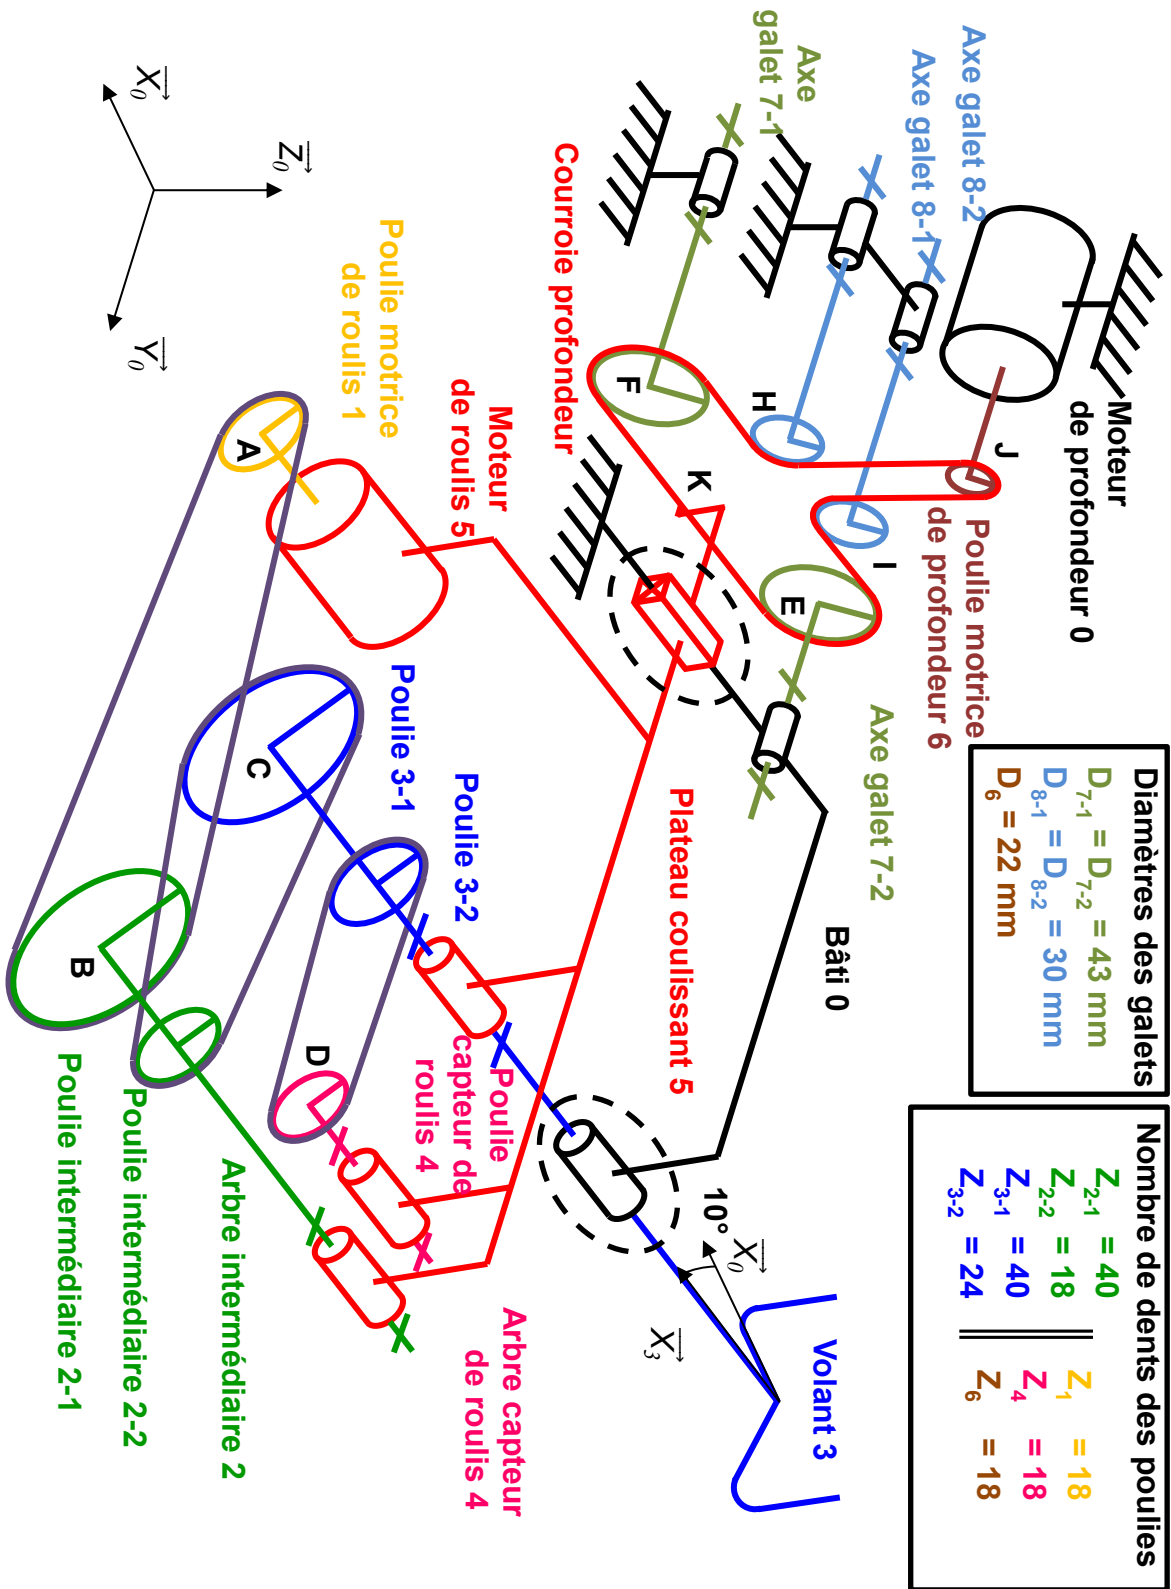 Axe
galet 7-1
Axe galet 8-1
Axe galet 8-2
Moteur
de profondeur 0
Diamètres des galets
D7-1 = D7-2 = 43 mm
D8-1 = D8-2 = 30 mm
D6 = 22 mm
Nombre de dents des poulies
Z2-1 = 40
Z2-2 = 18
Z3-1 = 40
Z3-2 = 24
Z1 = 18
Z4 = 18
Z6 = 18
J
Poulie motrice
de profondeur 6
H
I
F
E
K
Courroie profondeur
Axe galet 7-2
Bâti 0
Volant 3
10°
X0
X3
Plateau coulissant 5
Moteur
de roulis 5
Poulie motrice
de roulis 1
Z0
X0
Y0
A
C
B
D
Poulie 3-1
Poulie 3-2
Poulie
capteur de
roulis 4
Arbre capteur
de roulis 4
Arbre intermédiaire 2
Poulie intermédiaire 2-2
Poulie intermédiaire 2-1